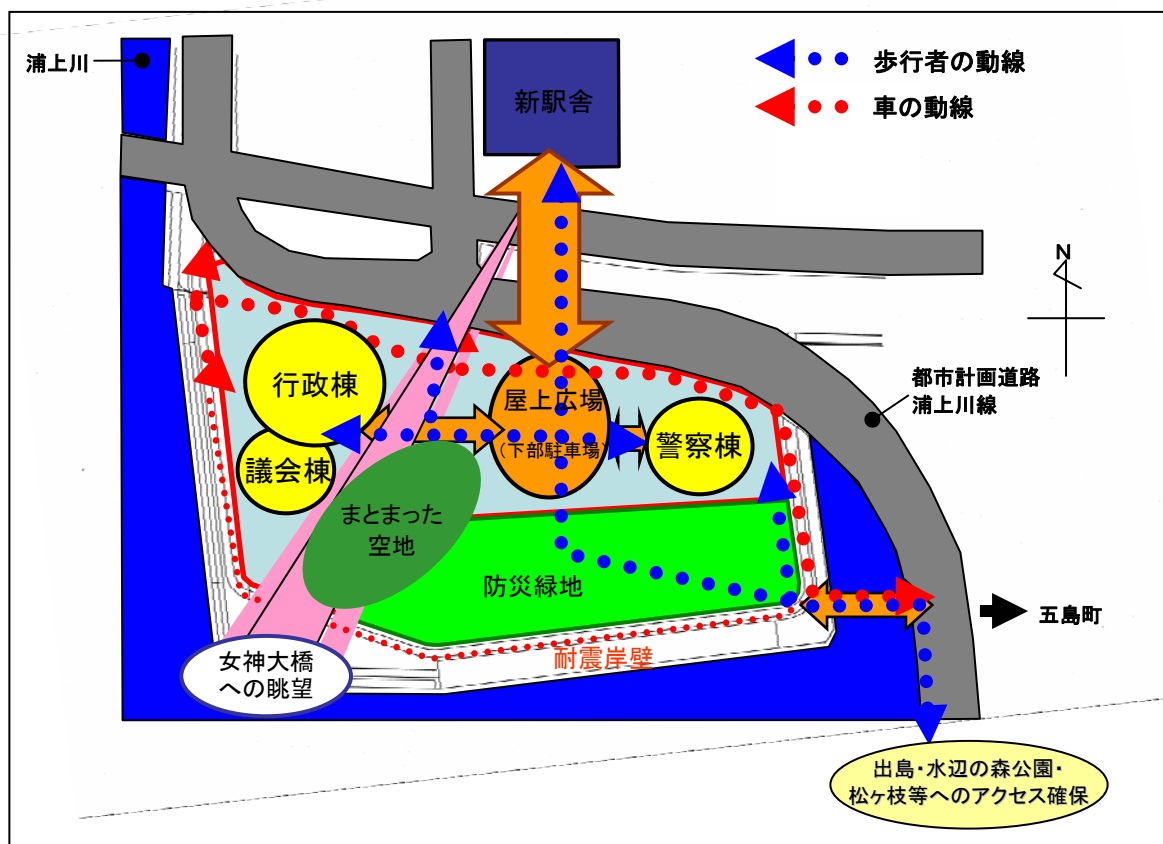 浦上川
新駅舎
歩行者の動線
車の動線
N
行政棟
議会棟
屋上広場
(下部駐車場)
警察棟
都市計画道路
浦上川線
まとまった
空地
防災緑地
五島町
耐震岸壁
女神大橋
への眺望
出島・水辺の森公園・
松ヶ枝等へのアクセス確保